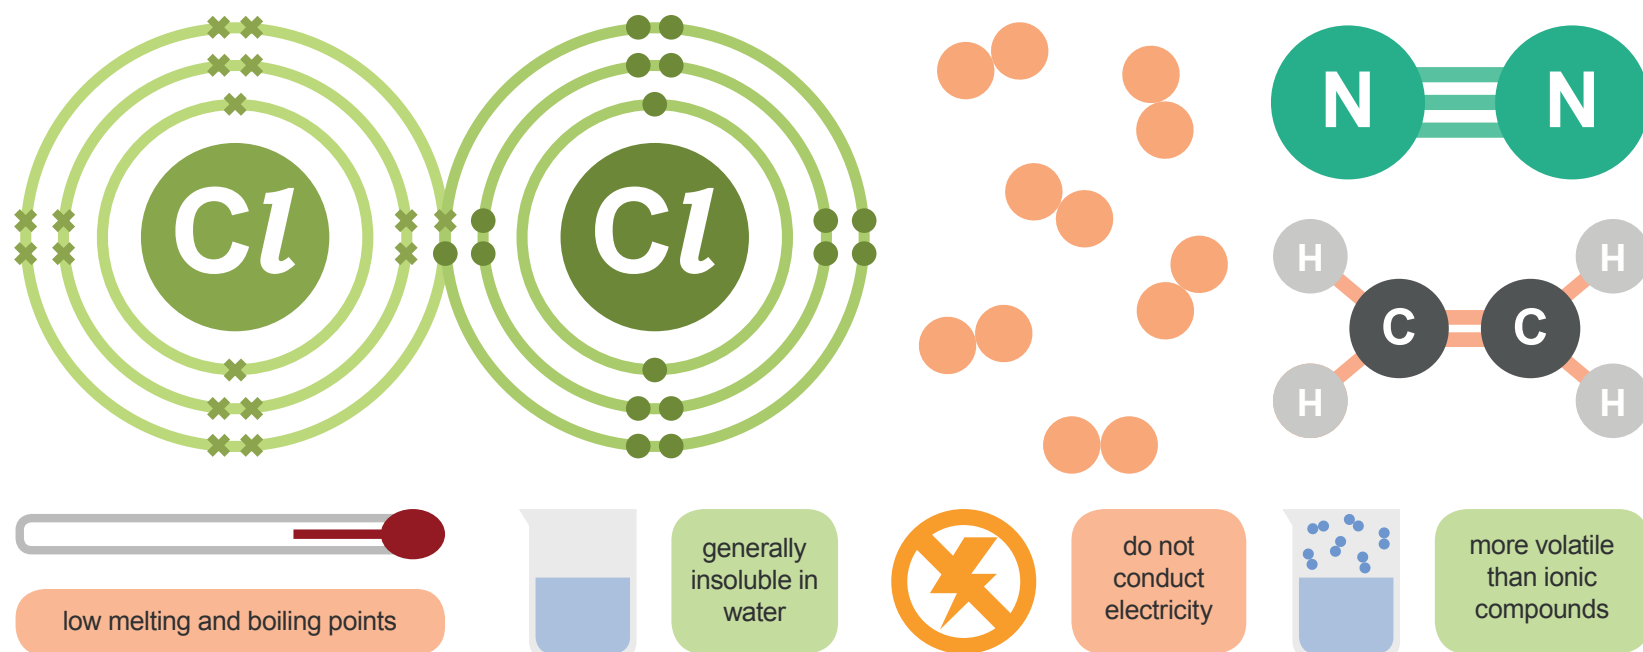 Cl
Cl
N
N
H
H
C
C
H
H
low melting and boiling points
generally
insoluble in
water
do not
conduct
electricity
more volatile
than ionic
compounds